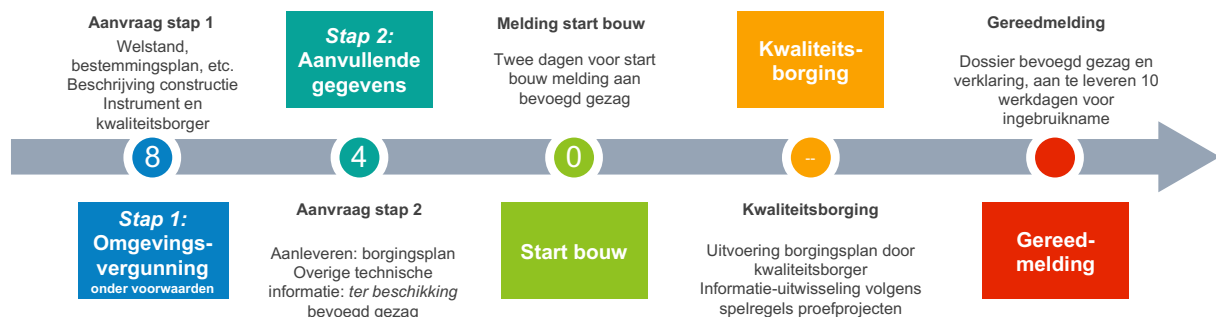 Aanvraag stap 1
Welstand,
bestemmingsplan, etc.
Beschrijving constructie
Instrument en
kwaliteitsborger
Stap 2:
Aanvullende
gegevens
Melding start bouw
Twee dagen voor start
bouw melding aan
bevoegd gezag
Kwaliteits-
borging
Gereedmelding
Dossier bevoegd gezag en
verklaring, aan te leveren 10
werkdagen voor
ingebruikname
8
4
0
--
Stap 1:
Omgevings-
vergunning
onder voorwaarden
Aanvraag stap 2
Aanleveren: borgingsplan
Overige technische
informatie: ter beschikking
bevoegd gezag
Start bouw
Kwaliteitsborging
Uitvoering borgingsplan door
kwaliteitsborger
Informatie-uitwisseling volgens
spelregels proefprojecten
Gereed-
melding